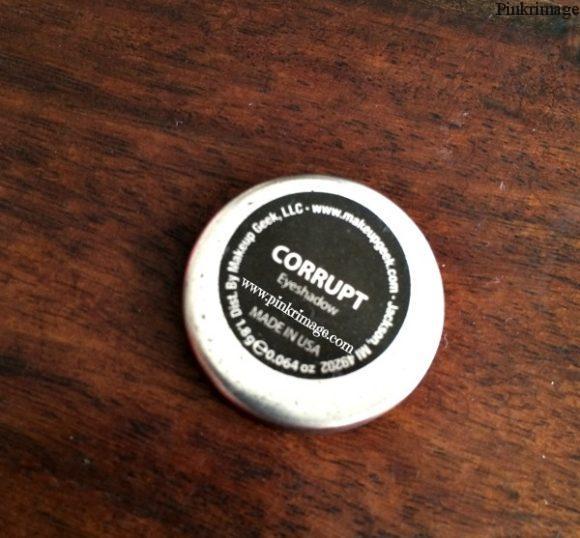 Pinkrimage
Dist. By Makeup Geek, LLC - www.makeupgeek.com - Jackson, MI 49202
CORRUPT
Eyeshadow
www.pinkrimage.com
MADE IN USA
1.8 g℮0.064 oz